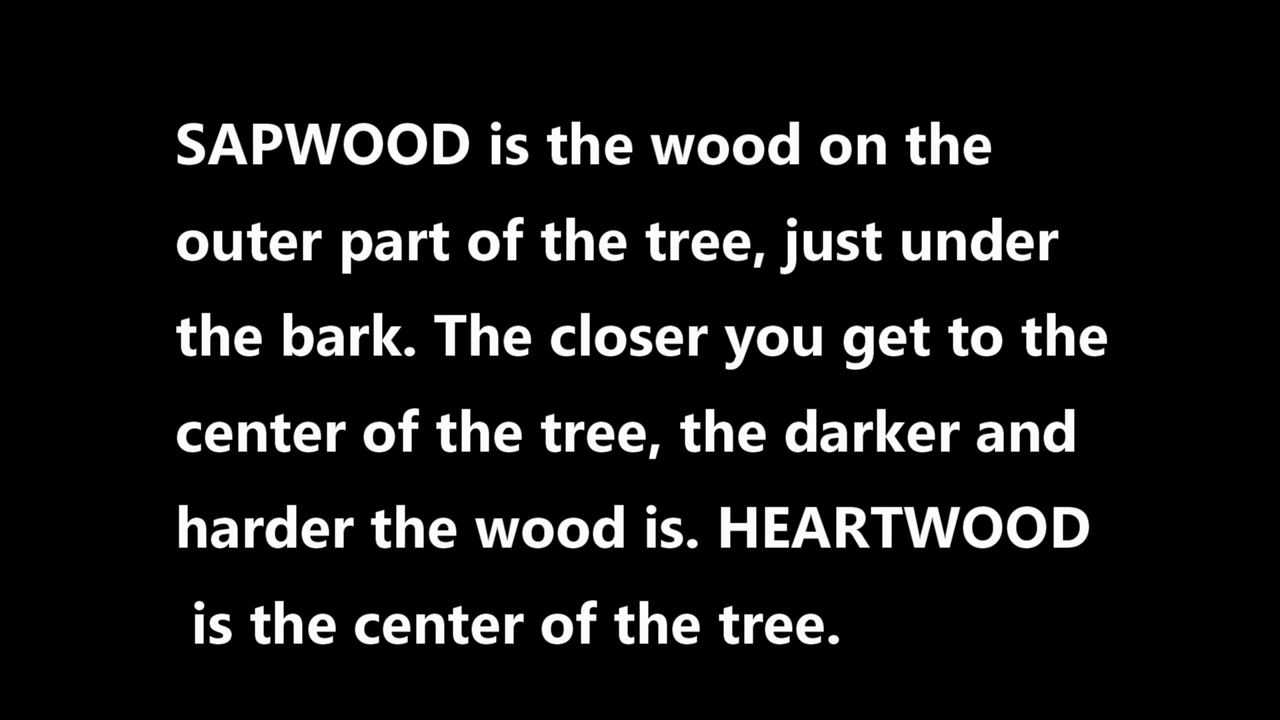 SAPWOOD is the wood on the
outer part of the tree, just under
the bark. The closer you get to the
center of the tree, the darker and
harder the wood is. HEARTWOOD
is the center of the tree.